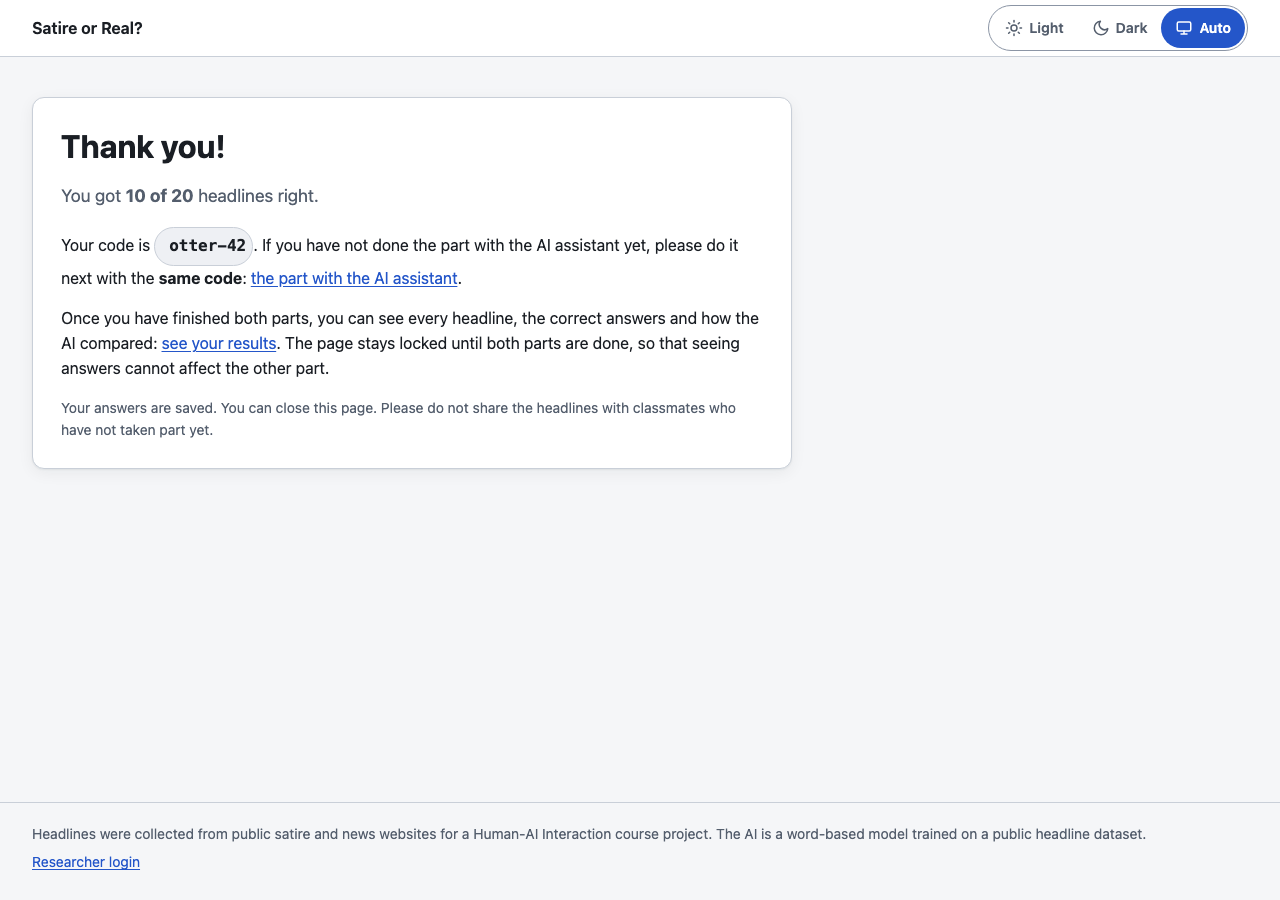 Satire or Real?
Light
Dark
Auto
Thank you!
You got 10 of 20 headlines right.
Your code is otter-42. If you have not done the part with the AI assistant yet, please do it
next with the same code: the part with the AI assistant.
Once you have finished both parts, you can see every headline, the correct answers and how the
AI compared: see your results. The page stays locked until both parts are done, so that seeing
answers cannot affect the other part.
Your answers are saved. You can close this page. Please do not share the headlines with classmates who
have not taken part yet.
Headlines were collected from public satire and news websites for a Human-AI Interaction course project. The AI is a word-based model trained on a public headline dataset.
Researcher login